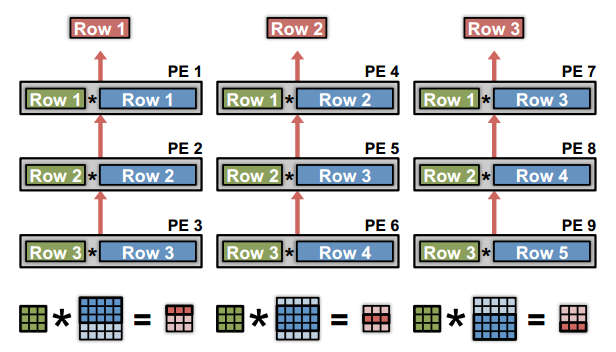 Row 1 Row 2 Row 3
PE 1 PE 4 PE 7
Row 1 * Row 1 Row 1 * Row 2 Row 1 * Row 3
PE 2 PE 5 PE 8
Row 2 * Row 2 Row 2 * Row 3 Row 2 * Row 4
PE 3 PE 6 PE 9
Row 3 * Row 3 Row 3 * Row 4 Row 3 * Row 5
* = * = * =